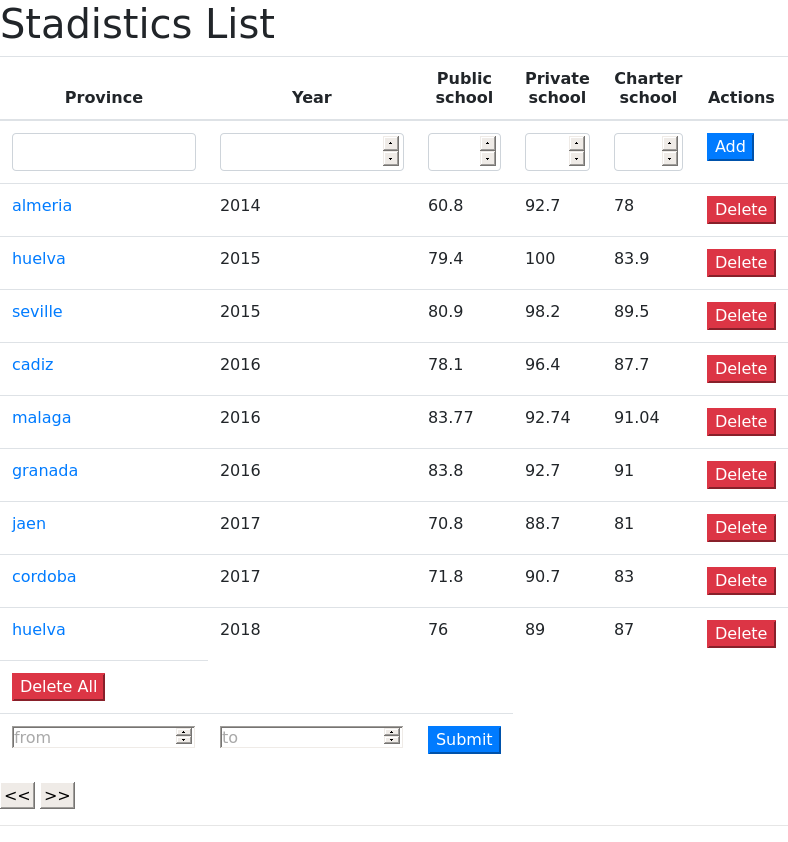 Stadistics List
Province Year Public school Private school Charter school Actions
Add
almeria 2014 60.8 92.7 78 Delete
huelva 2015 79.4 100 83.9 Delete
seville 2015 80.9 98.2 89.5 Delete
cadiz 2016 78.1 96.4 87.7 Delete
malaga 2016 83.77 92.74 91.04 Delete
granada 2016 83.8 92.7 91 Delete
jaen 2017 70.8 88.7 81 Delete
cordoba 2017 71.8 90.7 83 Delete
huelva 2018 76 89 87 Delete
Delete All
from to Submit
<< >>